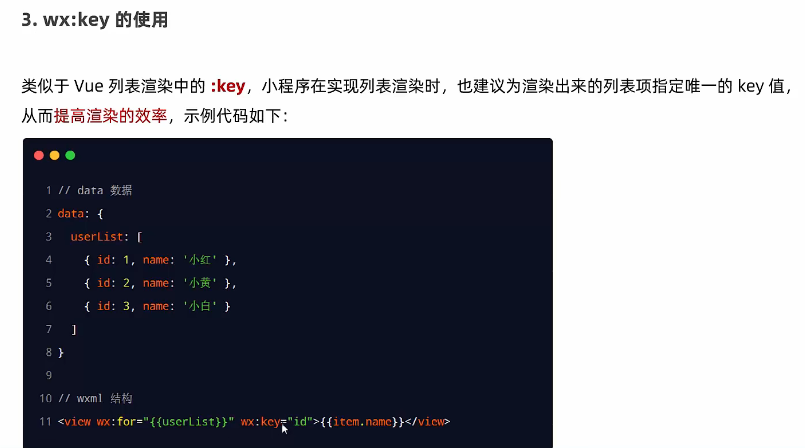 3. wx:key 的使用
类似于 Vue 列表渲染中的 :key，小程序在实现列表渲染时，也建议为渲染出来的列表项指定唯一的 key 值，
从而提高渲染的效率，示例代码如下：
1 // data 数据
2 data: {
3   userList: [
4     { id: 1, name: '小红' },
5     { id: 2, name: '小黄' },
6     { id: 3, name: '小白' }
7   ]
8 }
9
10 // wxml 结构
11 <view wx:for="{{userList}}" wx:key="id">{{item.name}}</view>